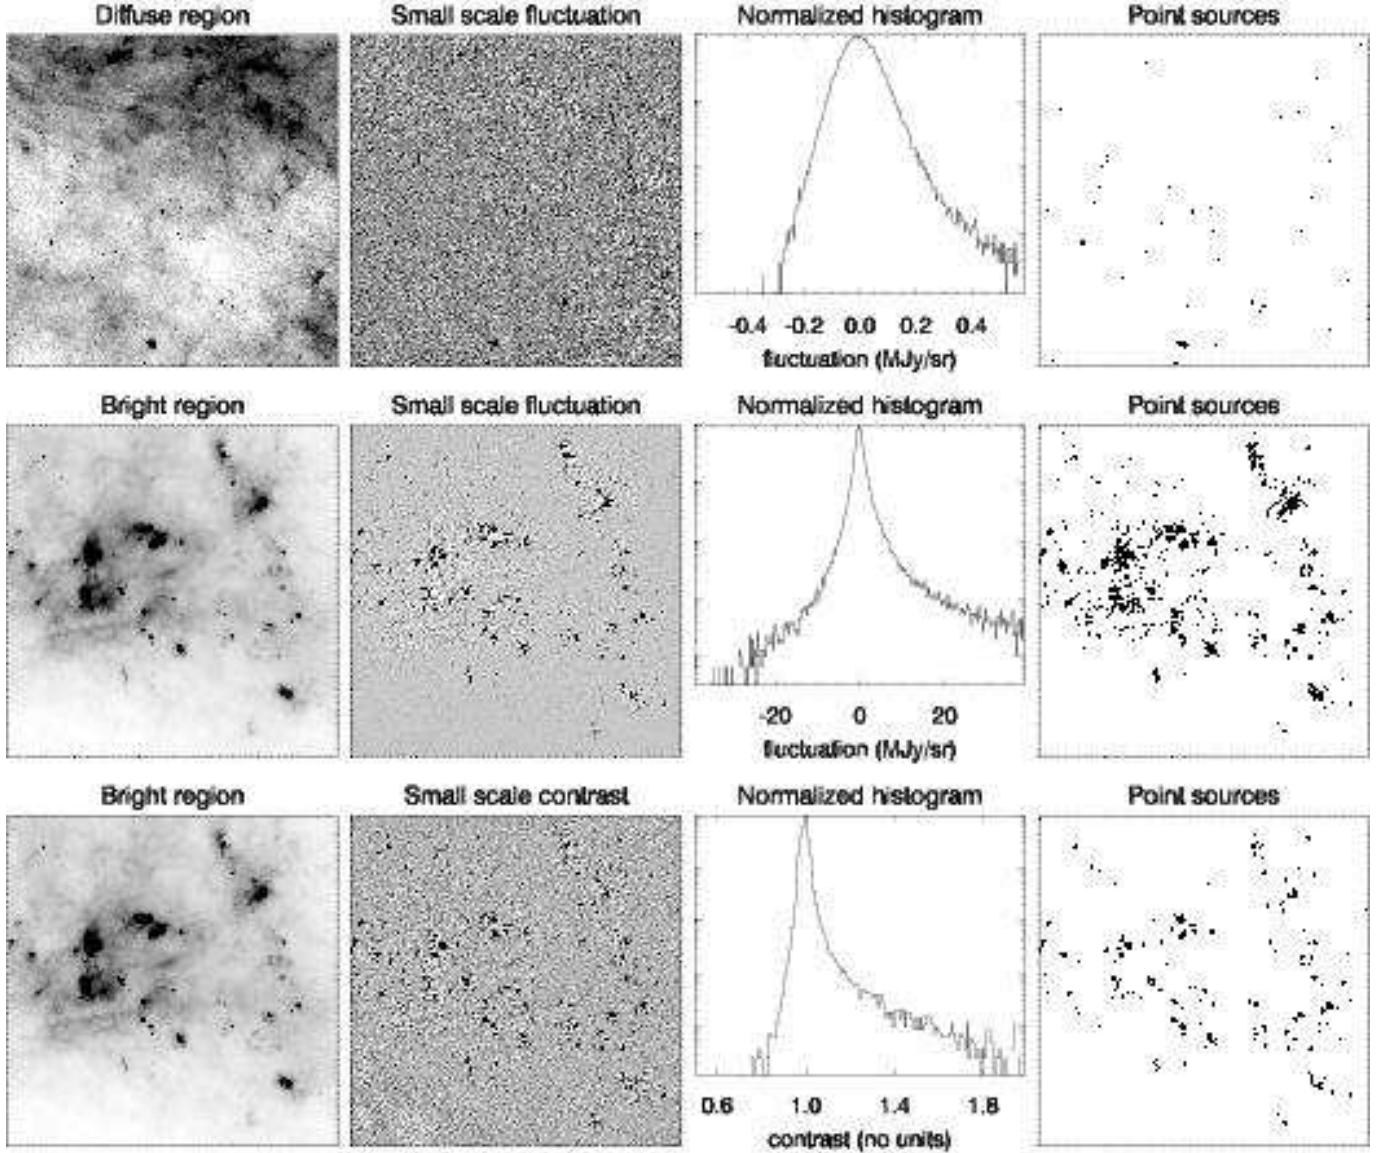 Diffuse region Small scale fluctuation Normalized histogram Point sources
-0.4 -0.2 0.0 0.2 0.4
fluctuation (MJy/sr)
Bright region Small scale fluctuation Normalized histogram Point sources
-20 0 20
fluctuation (MJy/sr)
Bright region Small scale contrast Normalized histogram Point sources
0.6 1.0 1.4 1.8
contrast (no units)